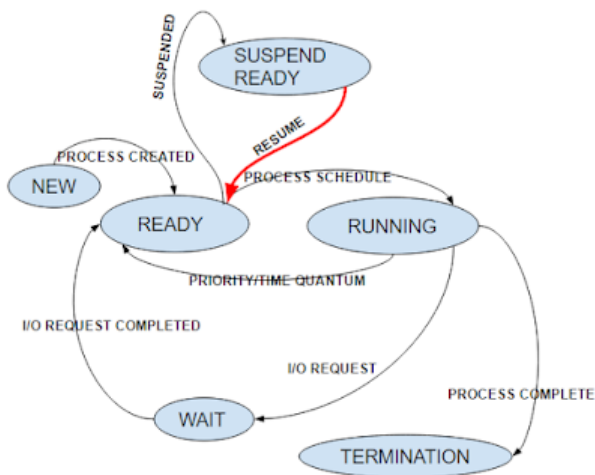 SUSPENDED
SUSPEND
READY
RESUME
PROCESS CREATED
PROCESS SCHEDULE
NEW
READY
RUNNING
PRIORITY/TIME QUANTUM
I/O REQUEST COMPLETED
I/O REQUEST
PROCESS COMPLETE
WAIT
TERMINATION